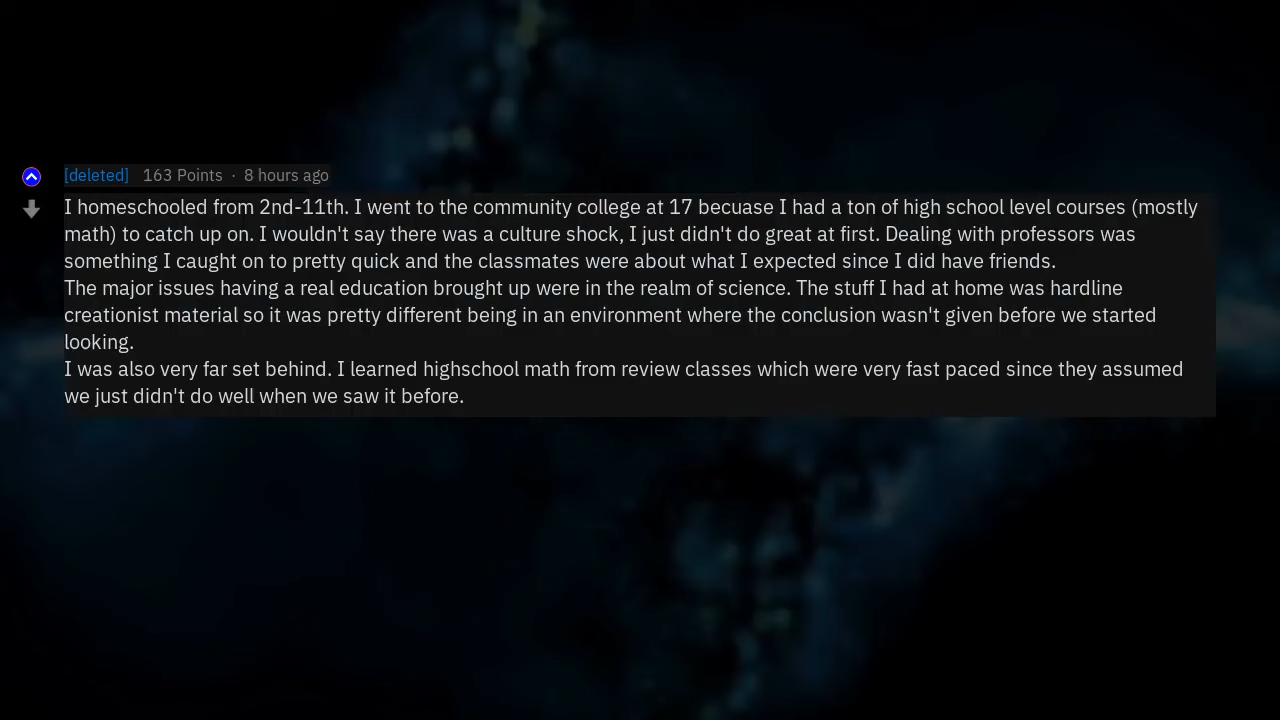 [deleted] 163 Points · 8 hours ago
I homeschooled from 2nd-11th. I went to the community college at 17 becuase I had a ton of high school level courses (mostly
math) to catch up on. I wouldn't say there was a culture shock, I just didn't do great at first. Dealing with professors was
something I caught on to pretty quick and the classmates were about what I expected since I did have friends.
The major issues having a real education brought up were in the realm of science. The stuff I had at home was hardline
creationist material so it was pretty different being in an environment where the conclusion wasn't given before we started
looking.
I was also very far set behind. I learned highschool math from review classes which were very fast paced since they assumed
we just didn't do well when we saw it before.